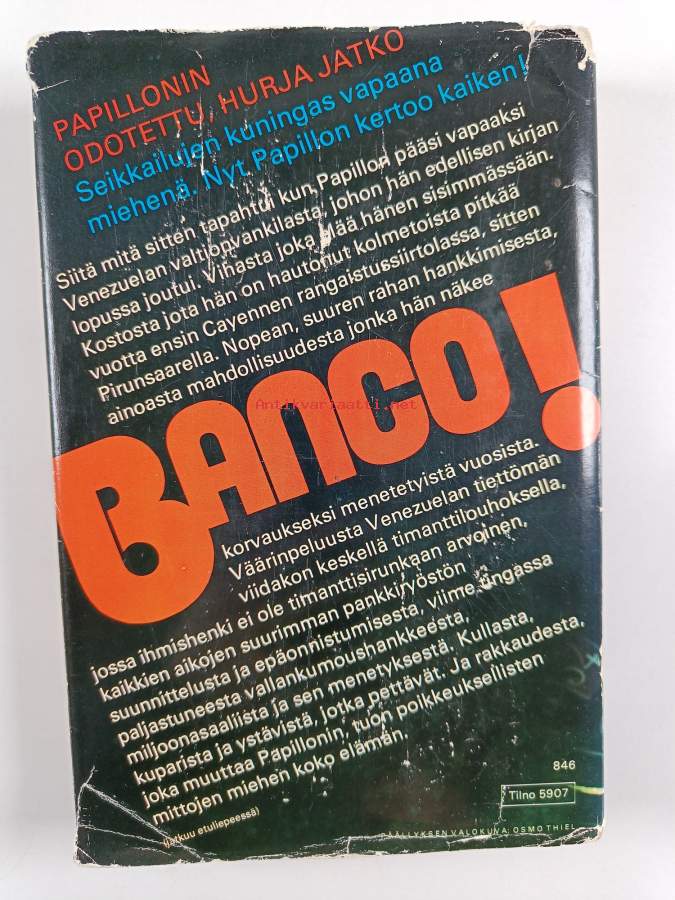 PAPILLONIN
ODOTETTU, HURJA JATKO
Seikkailujen kuningas vapaana
miehenä. Nyt Papillon kertoo kaiken!
Siitä mitä sitten tapahtui kun Papillon pääsi vapaaksi
Venezuelan valtionvankilasta, johon hän edellisen kirjan
lopussa joutui. Vihasta joka elää hänen sisimmässään.
Kostosta jota hän on hautonut kolmetoista pitkää
vuotta ensin Cayennen rangaistussiirtolassa, sitten
Pirunsaarella. Nopean, suuren rahan hankkimisesta,
ainoasta mahdollisuudesta jonka hän näkee
BANCO!
Antikvariaatti.net
korvaukseksi menetetyistä vuosista.
Väärinpeluusta Venezuelan tiettömän
viidakon keskellä timanttilouhoksella,
jossa ihmishenki ei ole timanttisirunkaan arvoinen,
kaikkien aikojen suurimman pankkiryöstön
suunnittelusta ja epäonnistumisesta, viime tingassa
paljastuneesta vallankumoushankkeesta,
miljoonasaaliista ja sen menetyksestä. Kullasta,
kuparista ja ystävistä, jotka pettävät. Ja rakkaudesta,
joka muuttaa Papillonin, tuon poikkeuksellisten
mittojen miehen koko elämän.
(jatkuu etuliepeessä)
846
Tilno 5907
PÄÄLLYKSEN VALOKUVA: OSMO THIEL